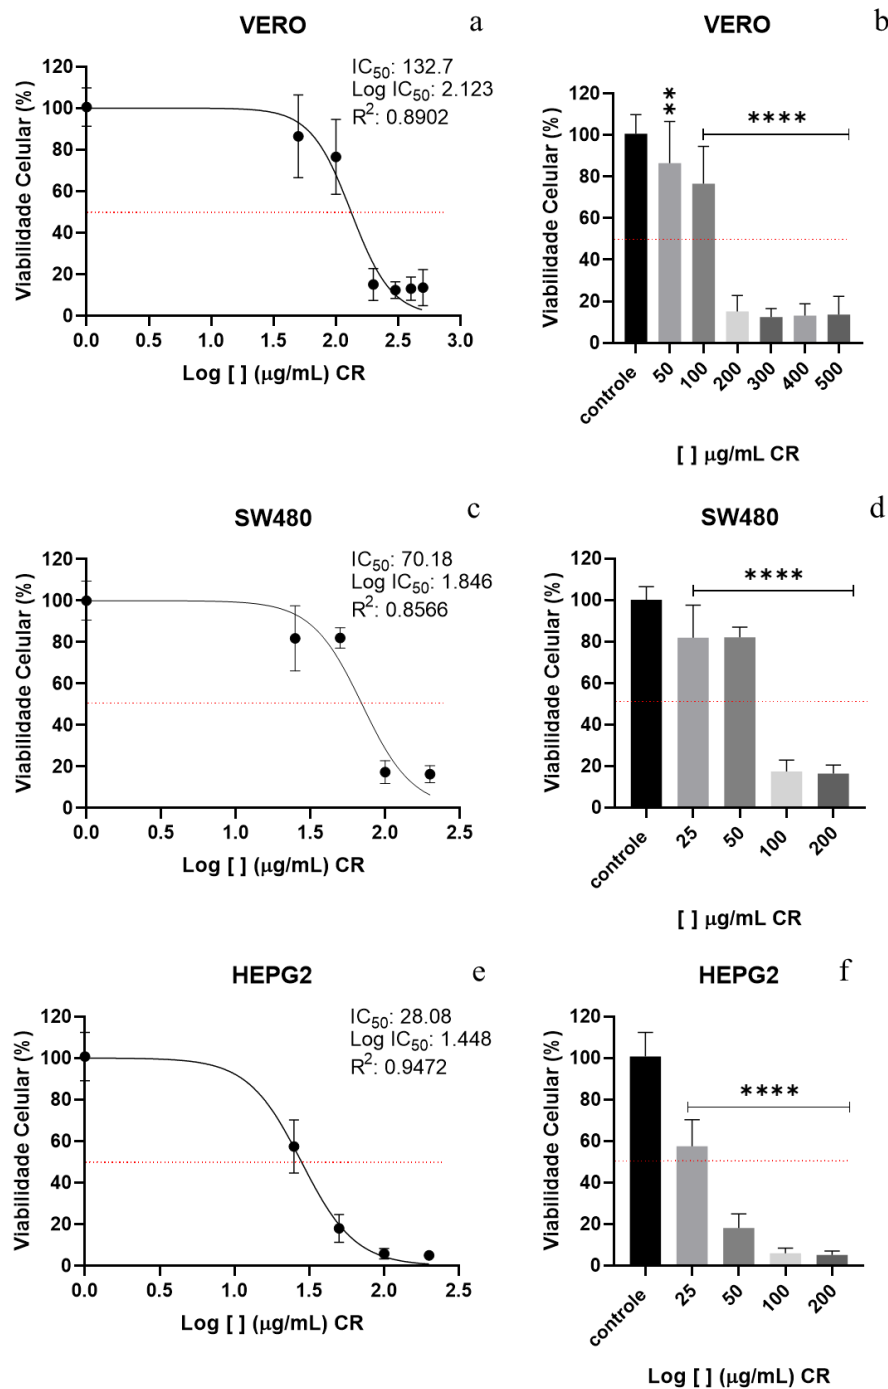 VERO
a
IC50: 132.7
Log IC50: 2.123
R2: 0.8902
Viabilidade Celular (%)
120
100
80
60
40
20
0
0.0 0.5 1.0 1.5 2.0 2.5 3.0
Log [ ] (μg/mL) CR
VERO
b
**
****
Viabilidade Celular (%)
120
100
80
60
40
20
0
controle 50 100 200 300 400 500
[ ] μg/mL CR
SW480
c
IC50: 70.18
Log IC50: 1.846
R2: 0.8566
Viabilidade Celular (%)
120
100
80
60
40
20
0
0.0 0.5 1.0 1.5 2.0 2.5
Log [ ] (μg/mL) CR
SW480
d
****
Viabilidade Celular (%)
120
100
80
60
40
20
0
controle 25 50 100 200
[ ] μg/mL CR
HEPG2
e
IC50: 28.08
Log IC50: 1.448
R2: 0.9472
Viabilidade Celular (%)
120
100
80
60
40
20
0
0.0 0.5 1.0 1.5 2.0 2.5
Log [ ] (μg/mL) CR
HEPG2
f
****
Viabilidade Celular (%)
120
100
80
60
40
20
0
controle 25 50 100 200
Log [ ] (μg/mL) CR